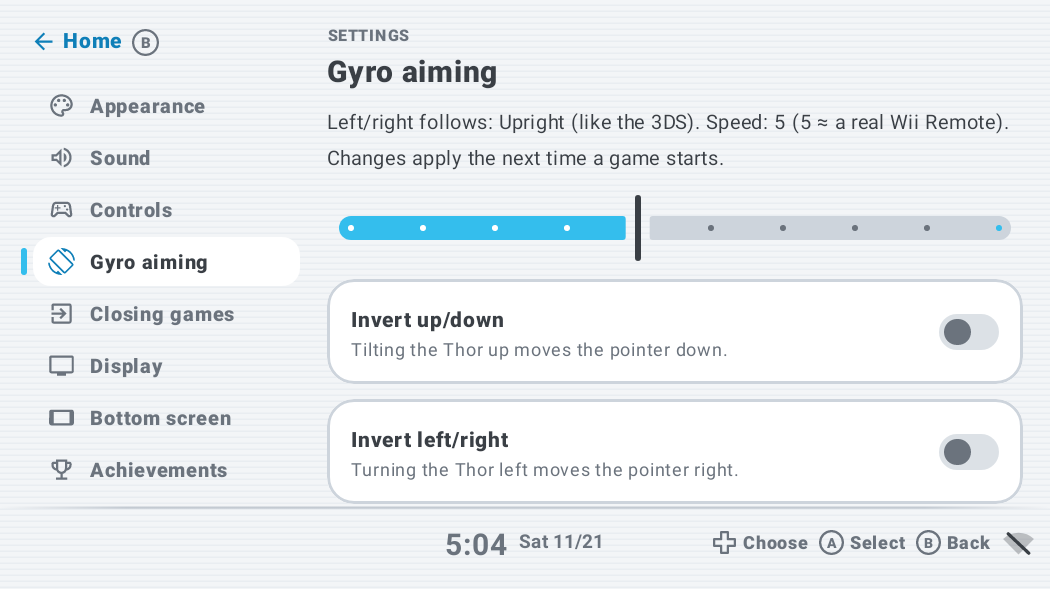 Home B
Appearance
Sound
Controls
Gyro aiming
Closing games
Display
Bottom screen
Achievements
SETTINGS
Gyro aiming
Left/right follows: Upright (like the 3DS). Speed: 5 (5 ≈ a real Wii Remote).
Changes apply the next time a game starts.
Invert up/down
Tilting the Thor up moves the pointer down.
Invert left/right
Turning the Thor left moves the pointer right.
5:04 Sat 11/21
Choose A Select B Back